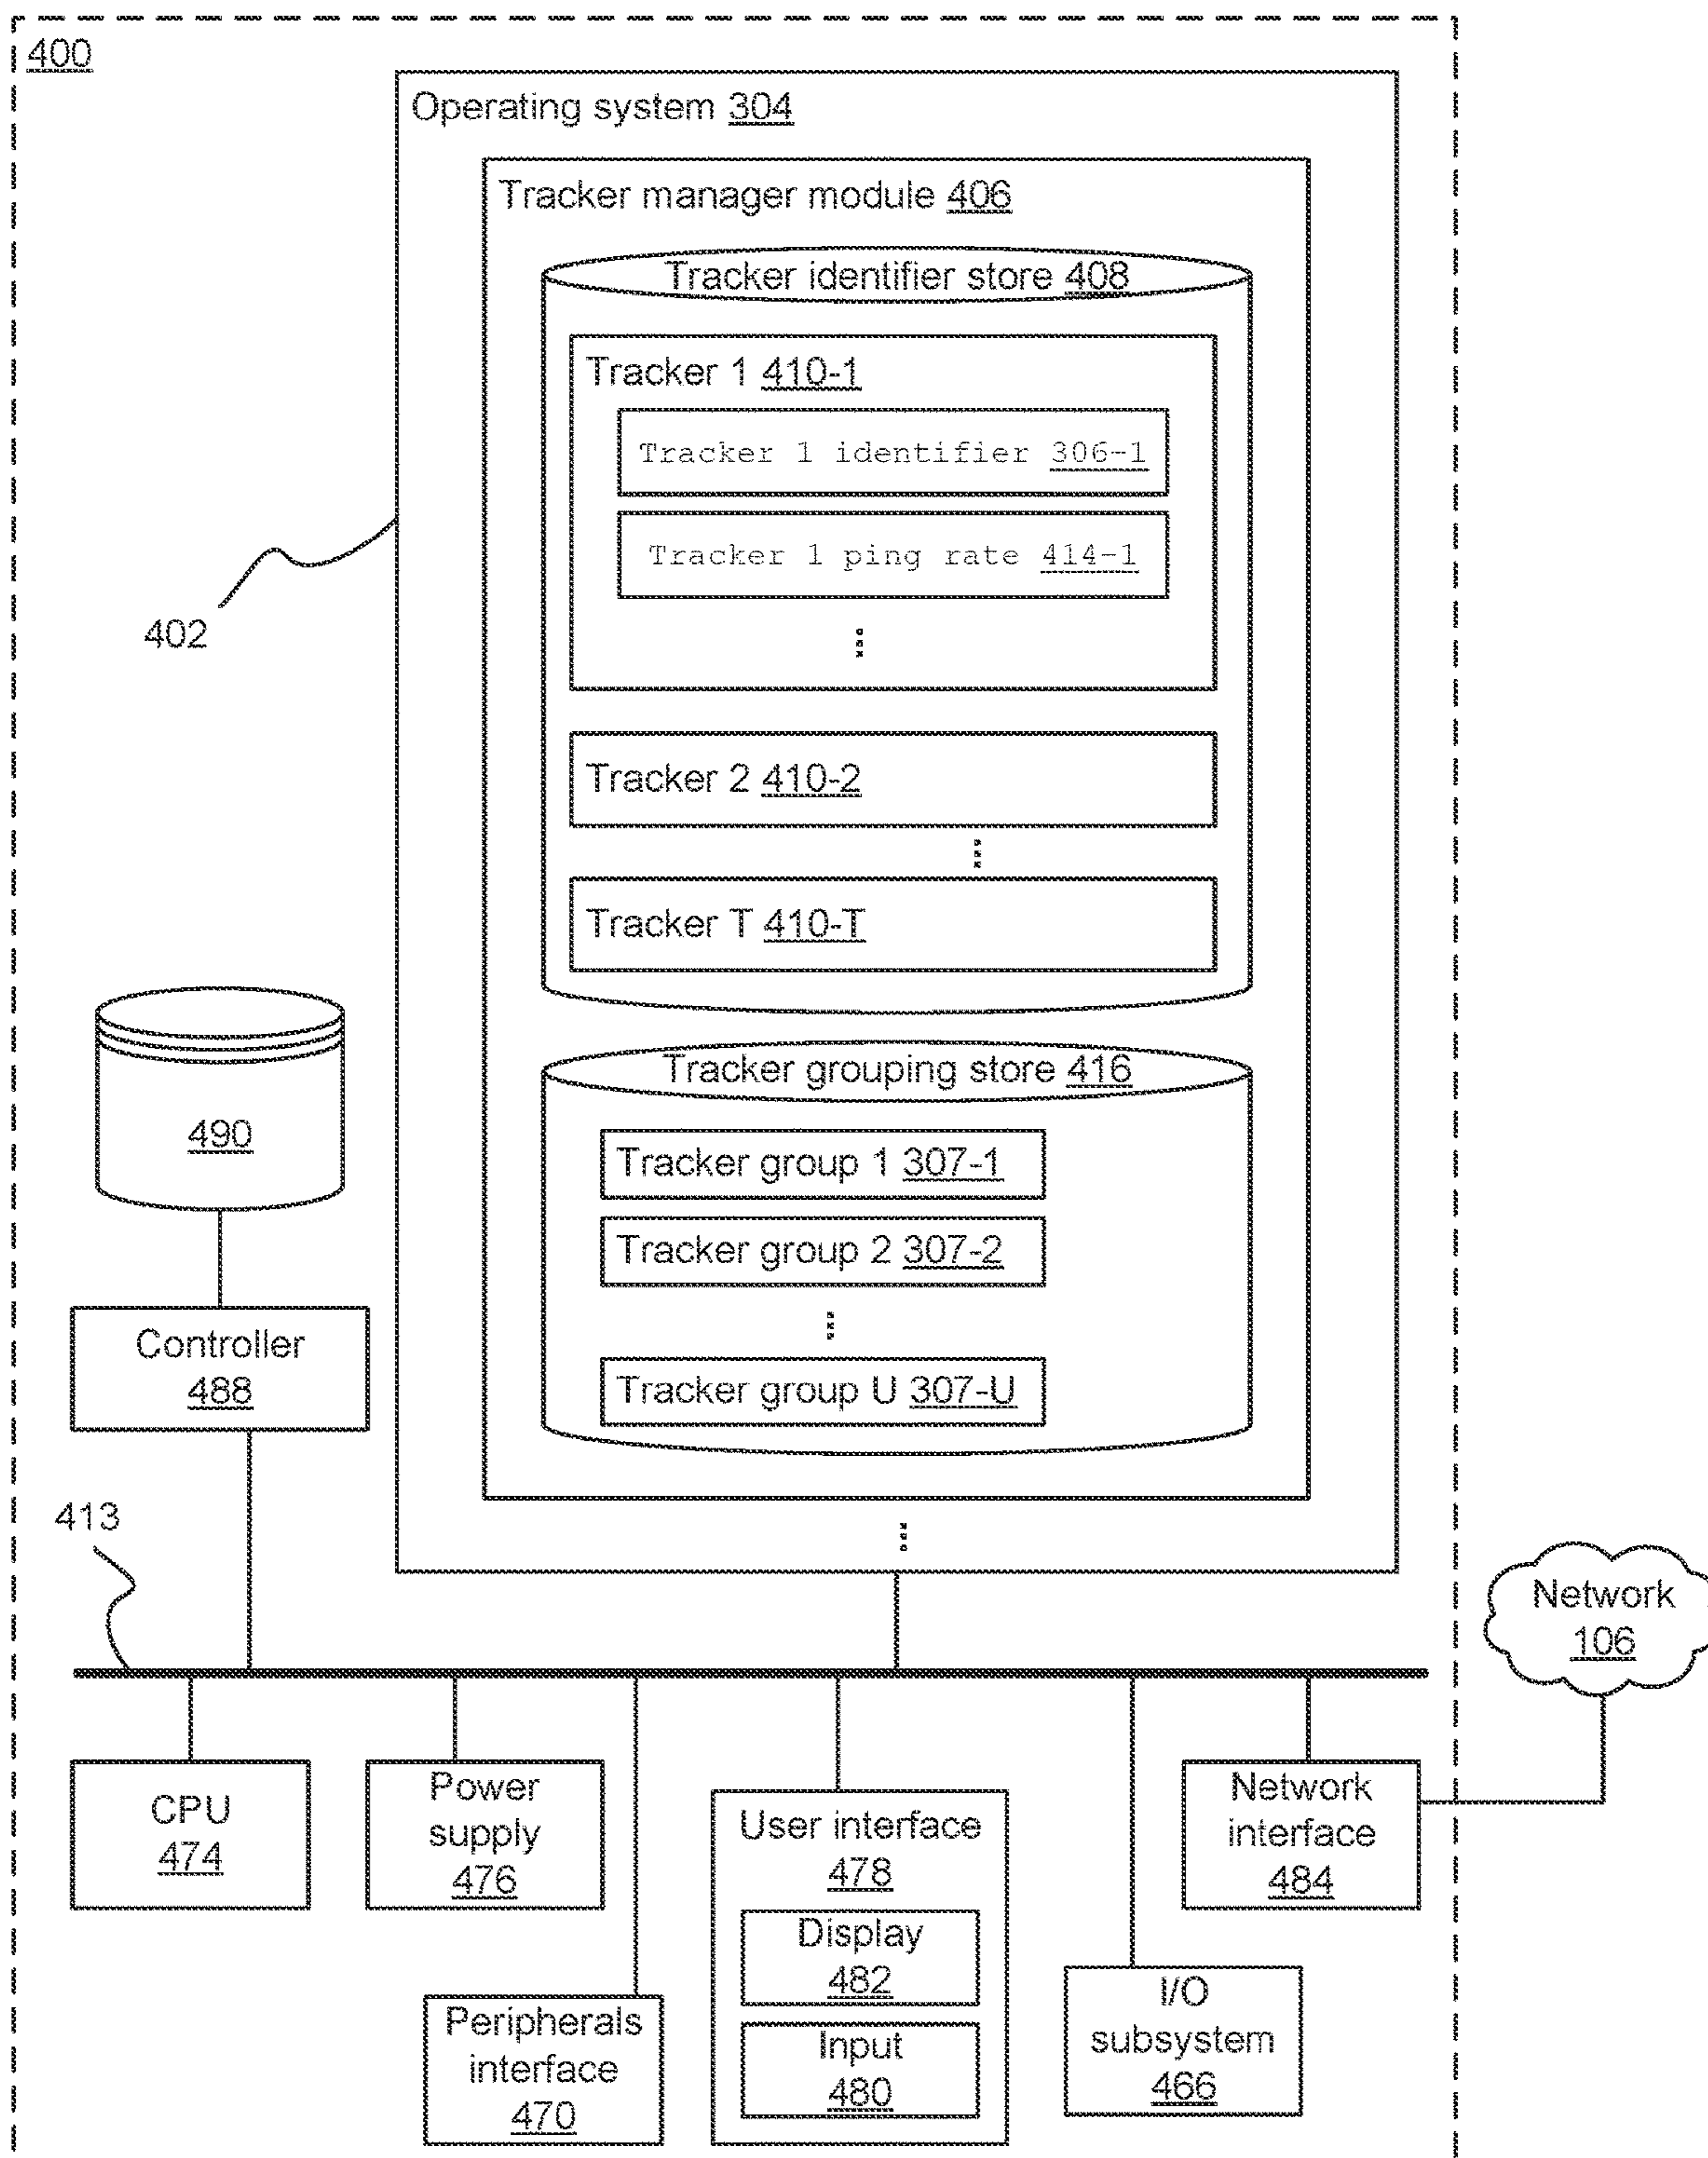 400
Operating system 304
Tracker manager module 406
Tracker identifier store 408
Tracker 1 410-1
Tracker 1 identifier 306-1
Tracker 1 ping rate 414-1
402
Tracker 2 410-2
Tracker T 410-T
Tracker grouping store 416
490
Tracker group 1 307-1
Tracker group 2 307-2
Controller
488
Tracker group U 307-U
413
Network
106
CPU
474
Power
supply
476
User interface
478
Display
482
Input
480
Network
interface
484
Peripherals
interface
470
I/O
subsystem
466